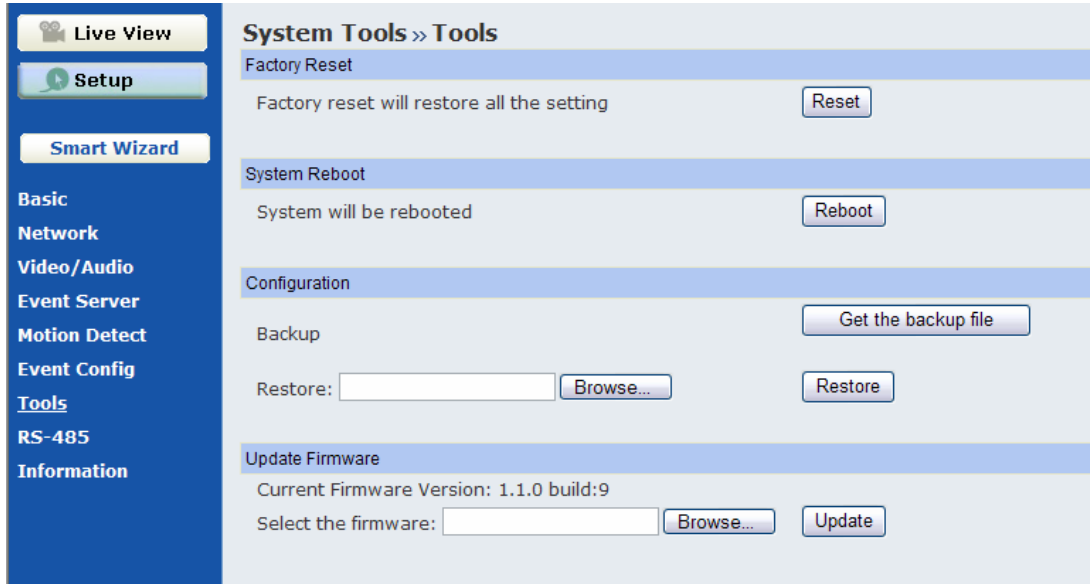 Live View
Setup
Smart Wizard
Basic
Network
Video/Audio
Event Server
Motion Detect
Event Config
Tools
RS-485
Information
System Tools » Tools
Factory Reset
Factory reset will restore all the setting Reset
System Reboot
System will be rebooted Reboot
Configuration
Backup Get the backup file
Restore: Browse... Restore
Update Firmware
Current Firmware Version: 1.1.0 build:9
Select the firmware: Browse... Update